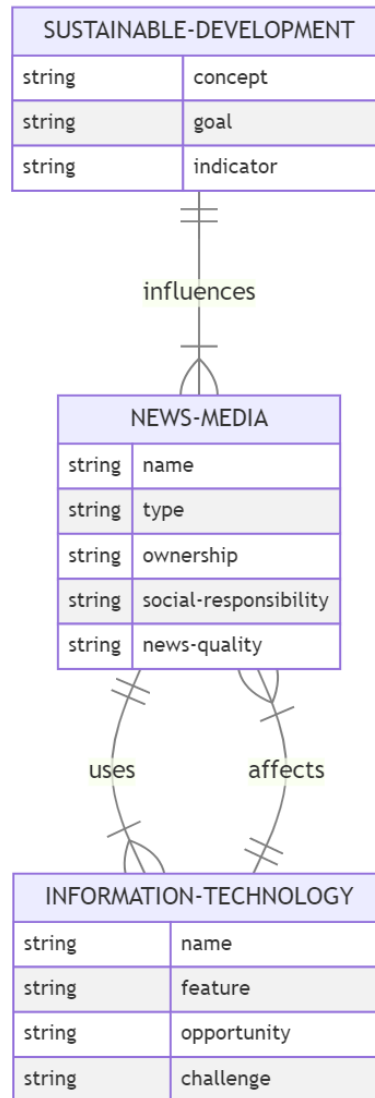 SUSTAINABLE-DEVELOPMENT
string concept
string goal
string indicator
influences
NEWS-MEDIA
string name
string type
string ownership
string social-responsibility
string news-quality
uses affects
INFORMATION-TECHNOLOGY
string name
string feature
string opportunity
string challenge